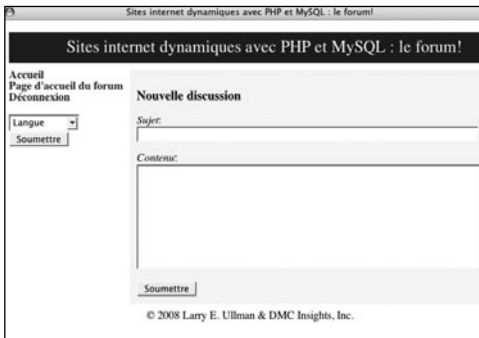 Sites internet dynamiques avec PHP et MySQL : le forum!
Sites internet dynamiques avec PHP et MySQL : le forum!
Accueil
Page d'accueil du forum
Déconnexion
Langue
Soumettre
Nouvelle discussion
Sujet:
Contenu:
Soumettre
© 2008 Larry E. Ullman & DMC Insights, Inc.